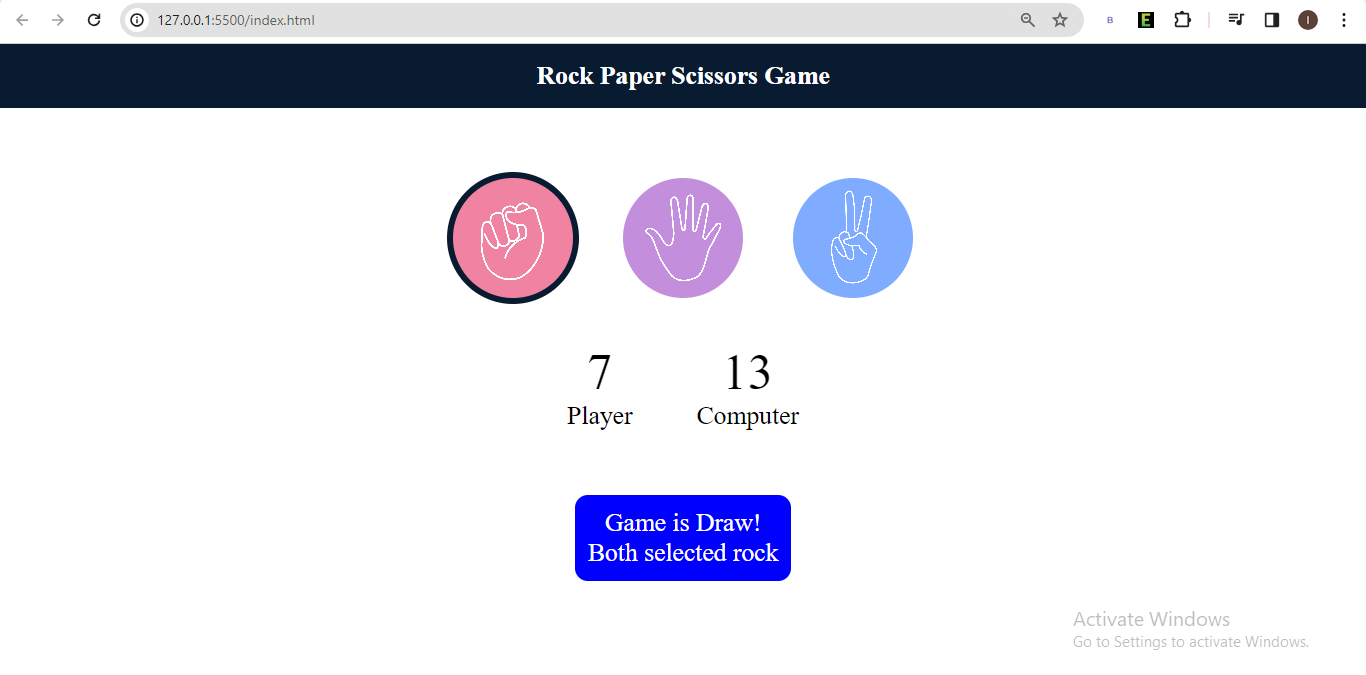 127.0.0.1:5500/index.html
B
E
I
Rock Paper Scissors Game
7
13
Player
Computer
Game is Draw!
Both selected rock
Activate Windows
Go to Settings to activate Windows.